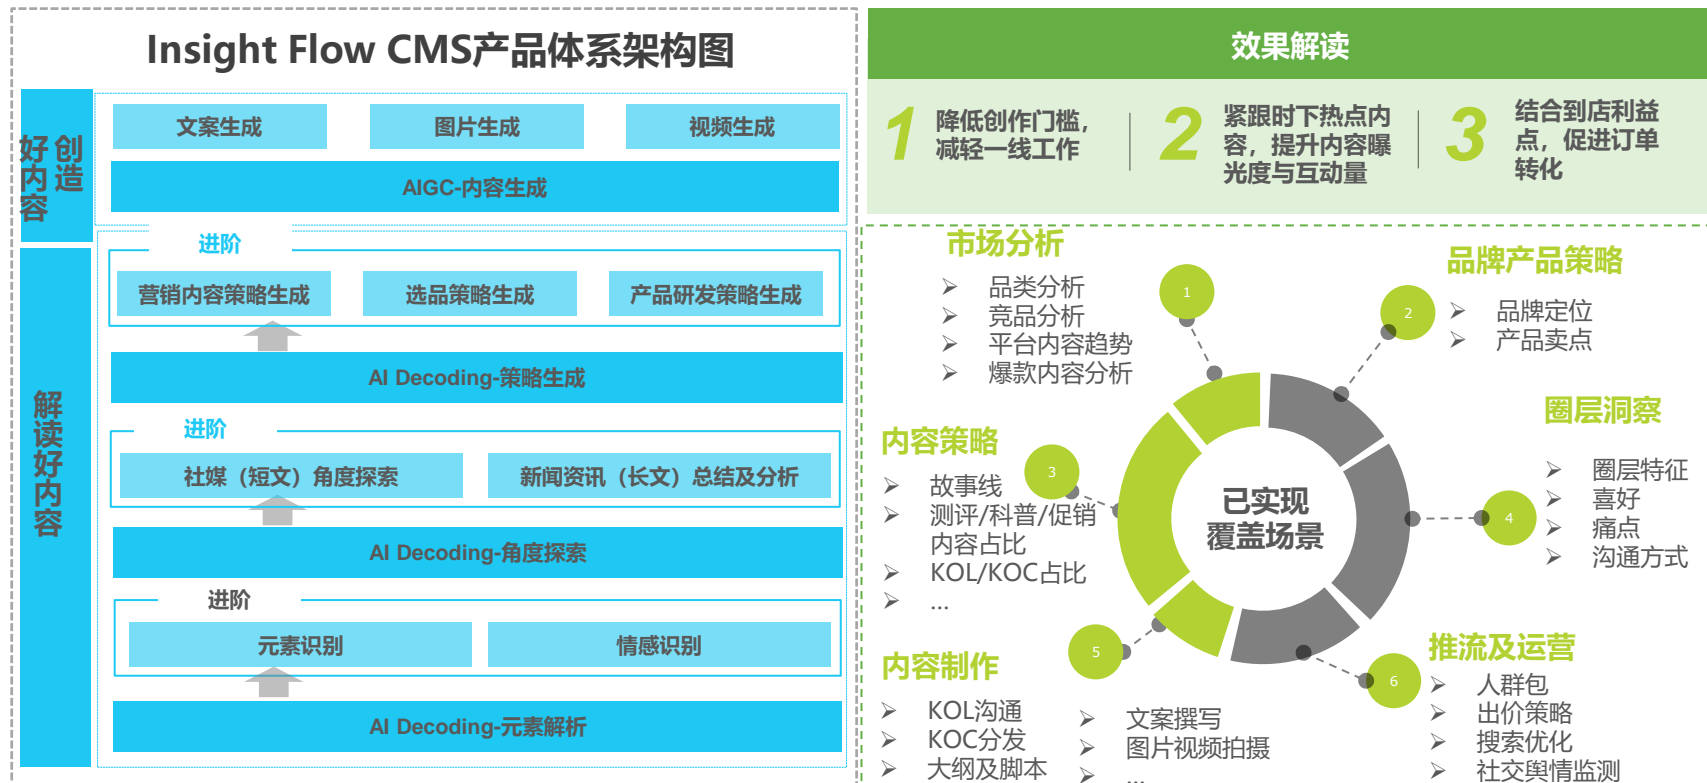 Insight Flow CMS产品体系架构图
创造
好内容
文案生成
图片生成
视频生成
AIGC-内容生成
解读好内容
进阶
营销内容策略生成
选品策略生成
产品研发策略生成
AI Decoding-策略生成
进阶
社媒（短文）角度探索
新闻资讯（长文）总结及分析
AI Decoding-角度探索
进阶
元素识别
情感识别
AI Decoding-元素解析
效果解读
1
降低创作门槛，
减轻一线工作
2
紧跟时下热点内
容，提升内容曝
光度与互动量
3
结合到店利益
点，促进订单
转化
市场分析
品类分析
竞品分析
平台内容趋势
爆款内容分析
1
品牌产品策略
品牌定位
产品卖点
2
内容策略
故事线
测评/科普/促销
内容占比
KOL/KOC占比
...
3
已实现
覆盖场景
圈层洞察
圈层特征
喜好
痛点
沟通方式
4
内容制作
KOL沟通
KOC分发
大纲及脚本
文案撰写
图片视频拍摄
...
5
推流及运营
人群包
出价策略
搜索优化
社交舆情监测
6